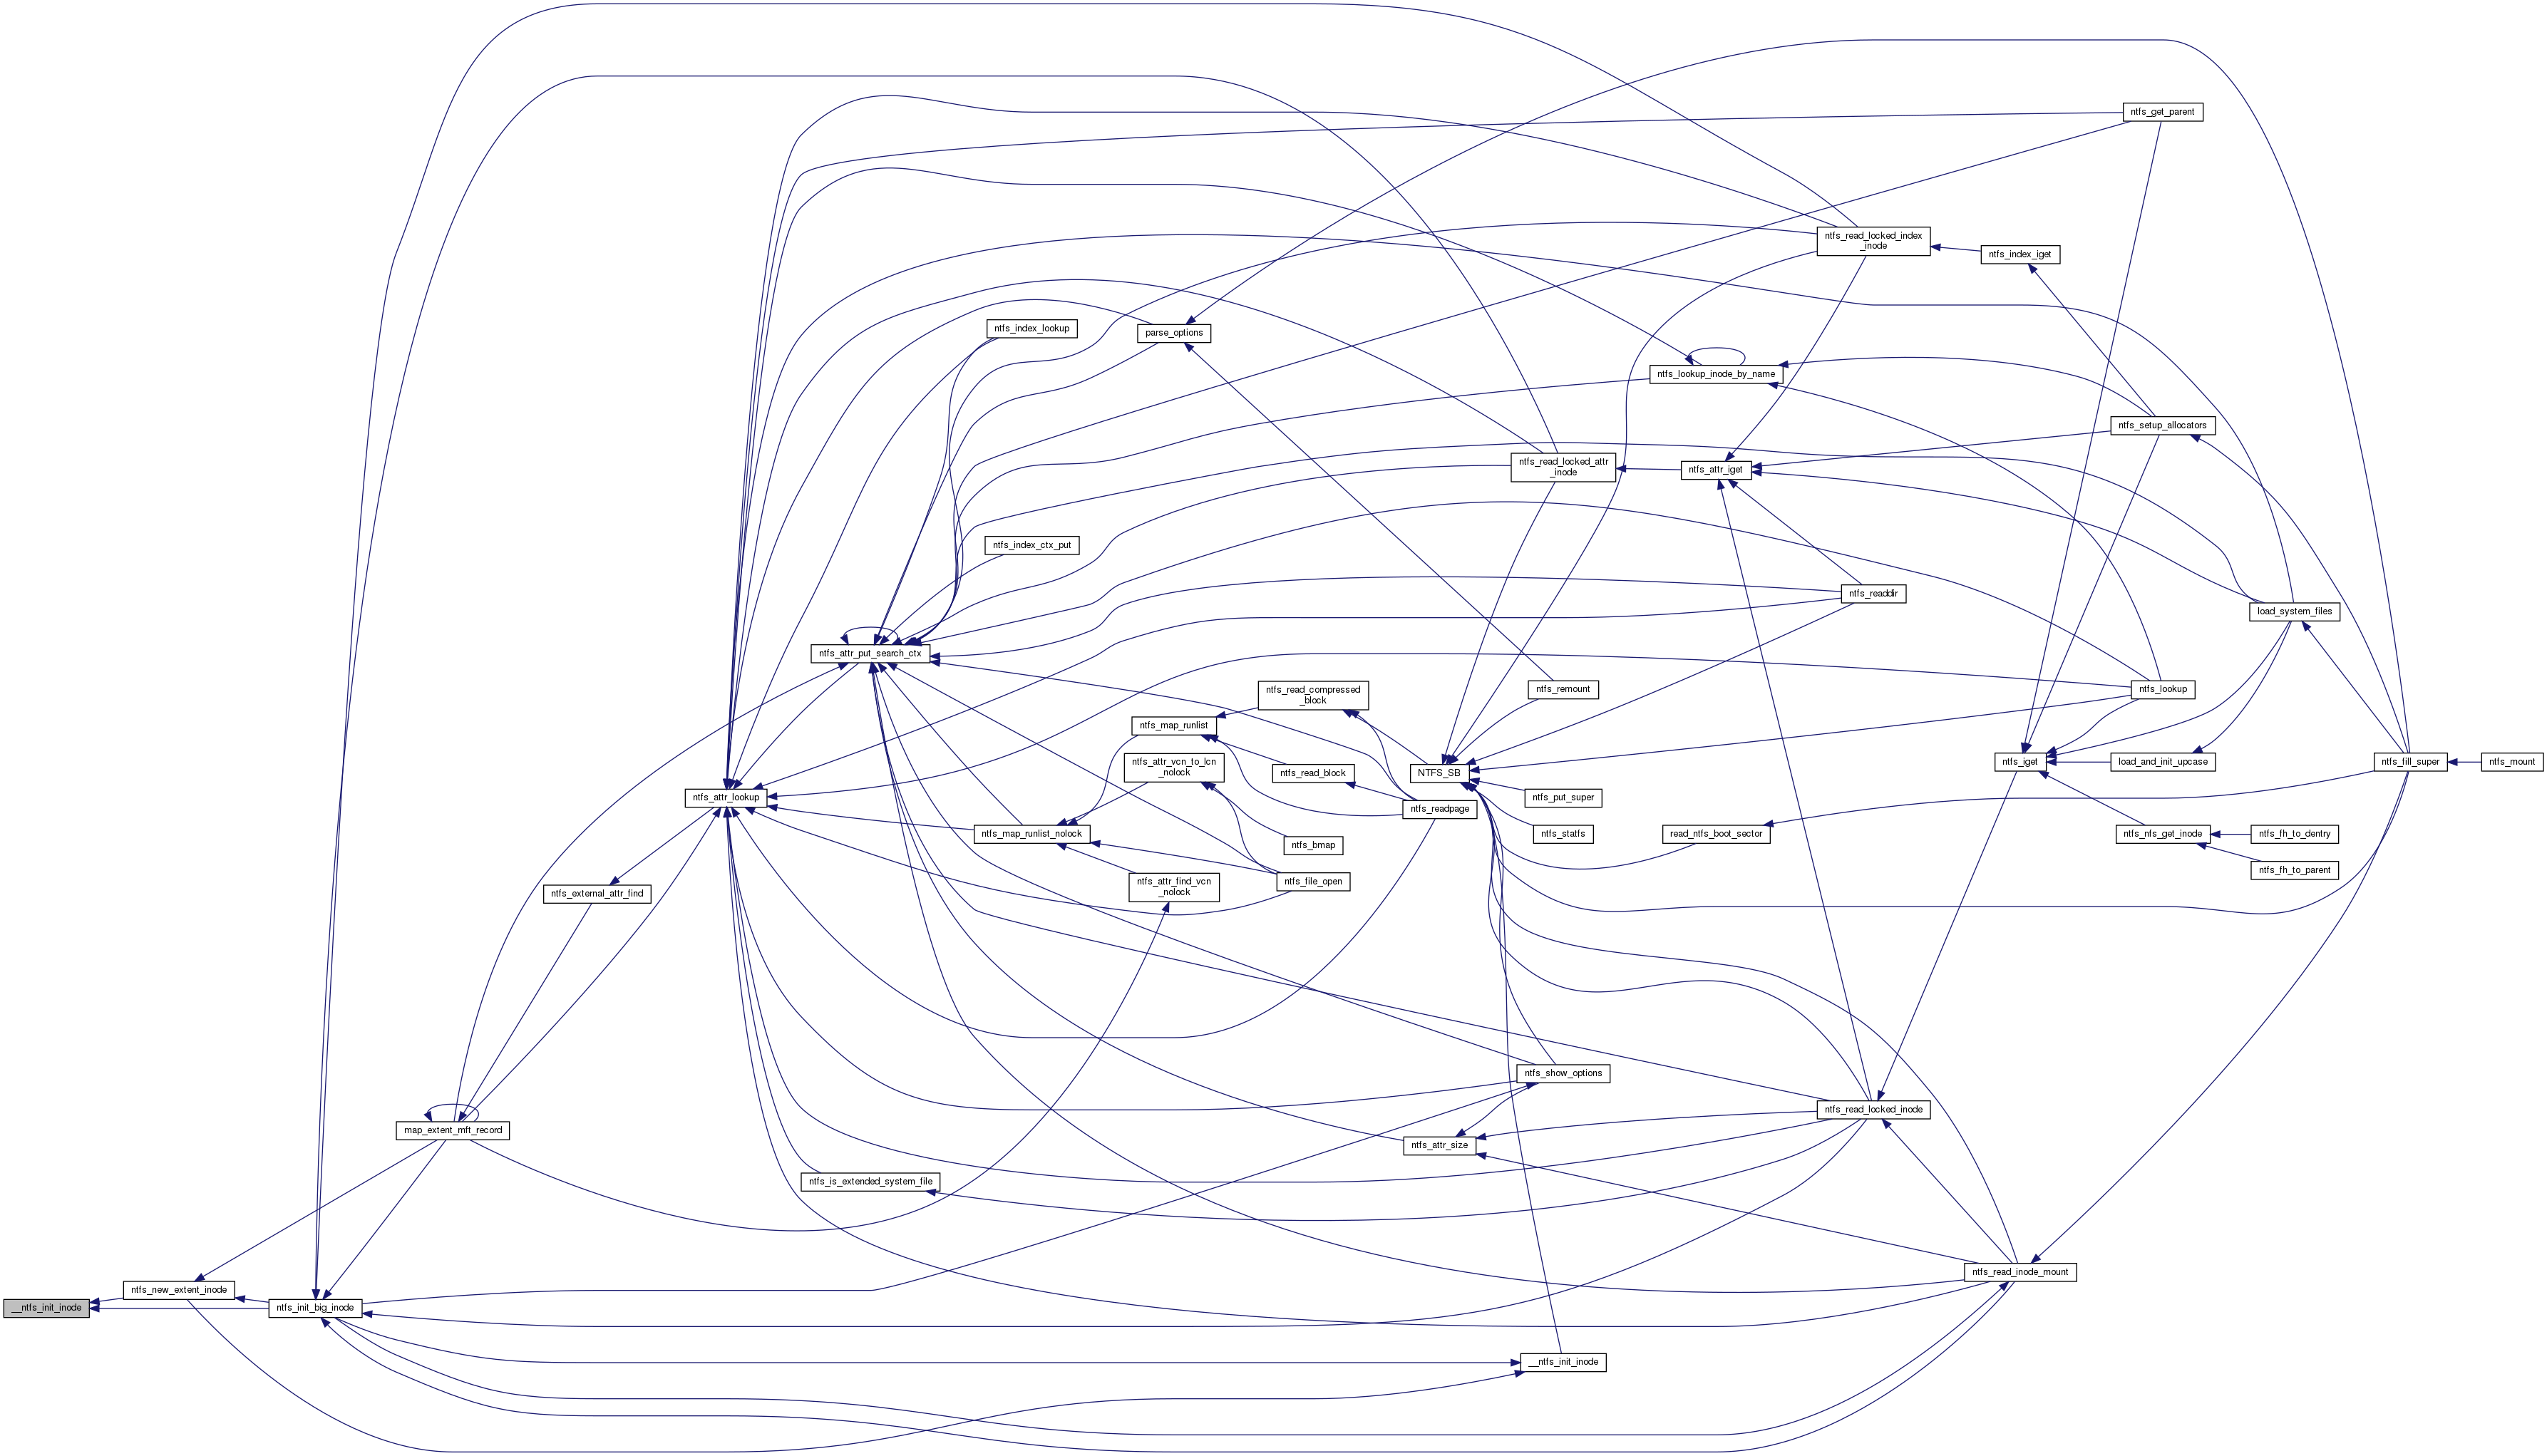 ntfs_get_parent
ntfs_read_locked_index
_inode
ntfs_index_iget
ntfs_index_lookup
parse_options
ntfs_lookup_inode_by_name
ntfs_setup_allocators
ntfs_read_locked_attr
_inode
ntfs_attr_iget
ntfs_index_ctx_put
ntfs_readdir
load_system_files
ntfs_attr_put_search_ctx
ntfs_read_compressed
_block
ntfs_remount
ntfs_lookup
ntfs_map_runlist
ntfs_attr_vcn_to_lcn
_nolock
ntfs_read_block
NTFS_SB
ntfs_iget
load_and_init_upcase
ntfs_fill_super
ntfs_mount
ntfs_attr_lookup
ntfs_put_super
ntfs_readpage
ntfs_map_runlist_nolock
ntfs_statfs
read_ntfs_boot_sector
ntfs_nfs_get_inode
ntfs_fh_to_dentry
ntfs_bmap
ntfs_fh_to_parent
ntfs_external_attr_find
ntfs_attr_find_vcn
_nolock
ntfs_file_open
ntfs_show_options
ntfs_read_locked_inode
map_extent_mft_record
ntfs_attr_size
ntfs_is_extended_system_file
ntfs_read_inode_mount
ntfs_new_extent_inode
__ntfs_init_inode
ntfs_init_big_inode
__ntfs_init_inode